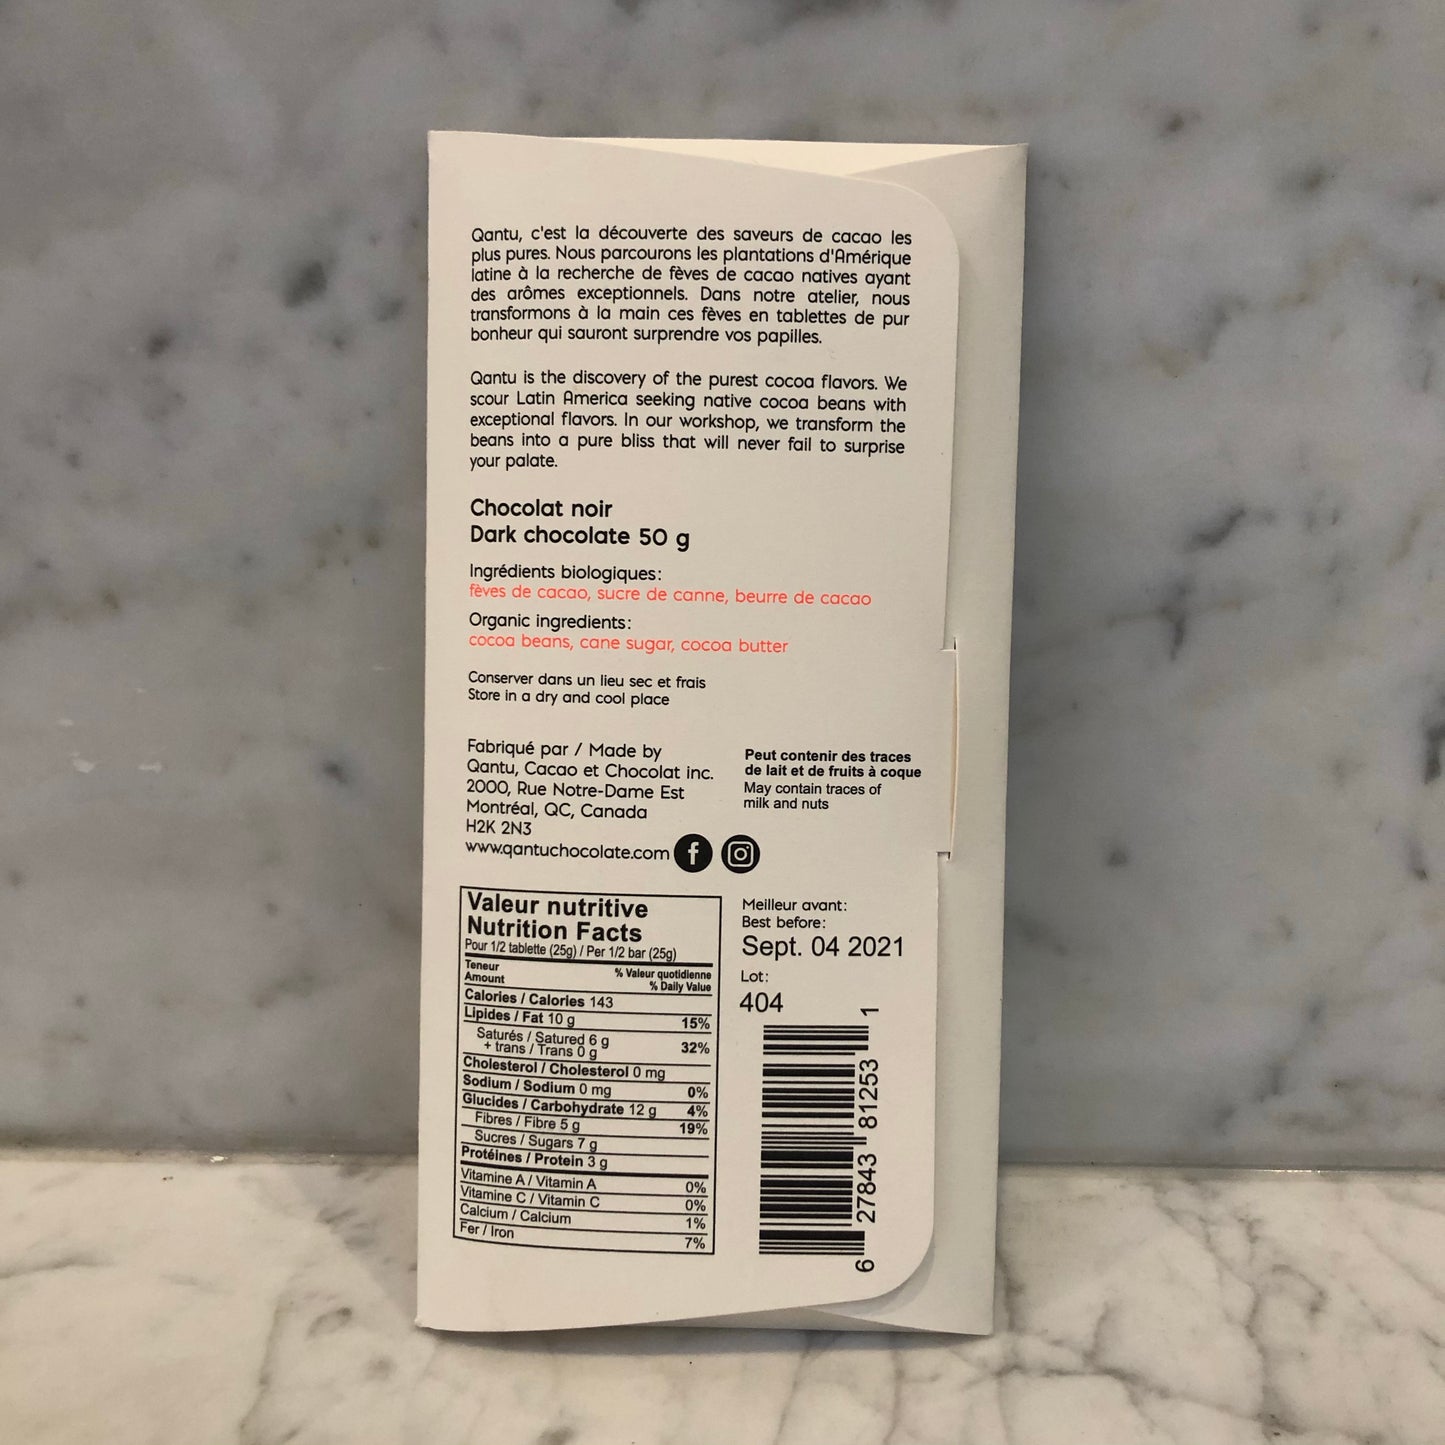 Qantu, c'est la découverte des saveurs de cacao les
plus pures. Nous parcourons les plantations d'Amérique
latine à la recherche de fèves de cacao natives ayant
des arômes exceptionnels. Dans notre atelier, nous
transformons à la main ces fèves en tablettes de pur
bonheur qui sauront surprendre vos papilles.
Qantu is the discovery of the purest cocoa flavors. We
scour Latin America seeking native cocoa beans with
exceptional flavors. In our workshop, we transform the
beans into a pure bliss that will never fail to surprise
your palate.
Chocolat noir
Dark chocolate 50 g
Ingrédients biologiques:
fèves de cacao, sucre de canne, beurre de cacao
Organic ingredients:
cocoa beans, cane sugar, cocoa butter
Conserver dans un lieu sec et frais
Store in a dry and cool place
Fabriqué par / Made by
Qantu, Cacao et Chocolat inc.
2000, Rue Notre-Dame Est
Montréal, QC, Canada
H2K 2N3
www.qantuchocolate.com
Peut contenir des traces
de lait et de fruits à coque
May contain traces of
milk and nuts
Valeur nutritive
Nutrition Facts
Pour 1/2 tablette (25g) / Per 1/2 bar (25g)
Teneur
Amount
% Valeur quotidienne
% Daily Value
Calories / Calories 143
Lipides / Fat 10 g 15%
Saturés / Satured 6 g
+ trans / Trans 0 g 32%
Cholesterol / Cholesterol 0 mg
Sodium / Sodium 0 mg 0%
Glucides / Carbohydrate 12 g 4%
Fibres / Fibre 5 g 19%
Sucres / Sugars 7 g
Protéines / Protein 3 g
Vitamine A / Vitamin A 0%
Vitamine C / Vitamin C 0%
Calcium / Calcium 1%
Fer / Iron 7%
Meilleur avant:
Best before:
Sept. 04 2021
Lot:
404
6 27843 81253 1